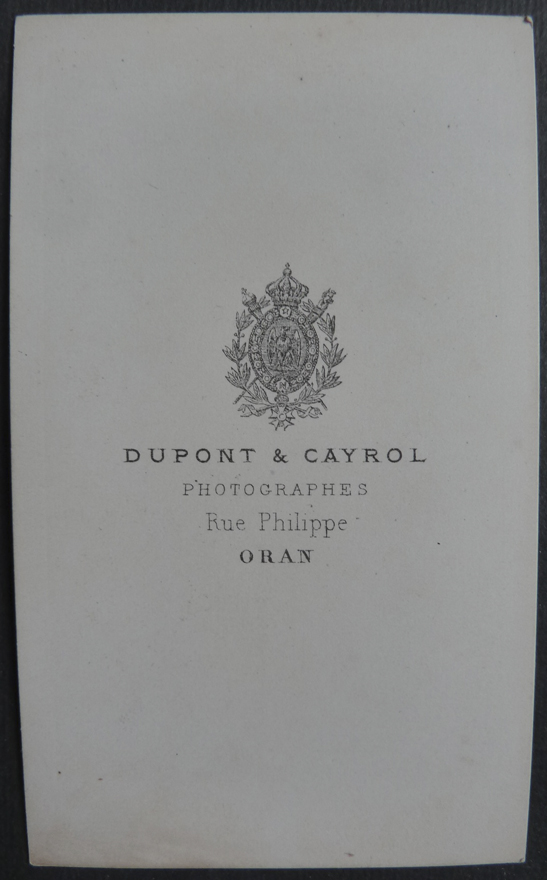 DUPONT & CAYROL
PHOTOGRAPHES
Rue Philippe
ORAN